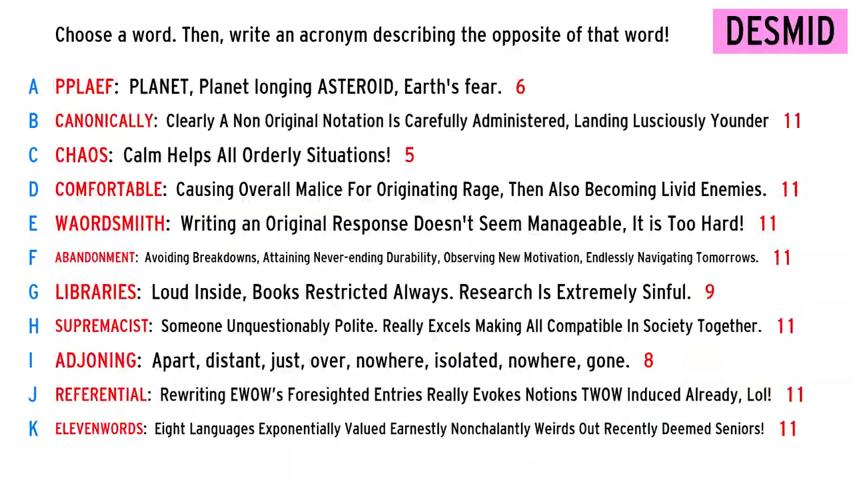 Choose a word. Then, write an acronym describing the opposite of that word!
DESMID
A PPLAEF: PLANET, Planet longing ASTEROID, Earth's fear. 6
B CANONICALLY: Clearly A Non Original Notation Is Carefully Administered, Landing Lusciously Younder 11
C CHAOS: Calm Helps All Orderly Situations! 5
D COMFORTABLE: Causing Overall Malice For Originating Rage, Then Also Becoming Livid Enemies. 11
E WAORDSMIITH: Writing an Original Response Doesn't Seem Manageable, It is Too Hard! 11
F ABANDONMENT: Avoiding Breakdowns, Attaining Never-ending Durability, Observing New Motivation, Endlessly Navigating Tomorrows. 11
G LIBRARIES: Loud Inside, Books Restricted Always. Research Is Extremely Sinful. 9
H SUPREMACIST: Someone Unquestionably Polite. Really Excels Making All Compatible In Society Together. 11
I ADJONING: Apart, distant, just, over, nowhere, isolated, nowhere, gone. 8
J REFERENTIAL: Rewriting EWOW's Foresighted Entries Really Evokes Notions TWOW Induced Already, Lol! 11
K ELEVENWORDS: Eight Languages Exponentially Valued Earnestly Nonchalantly Weirds Out Recently Deemed Seniors! 11